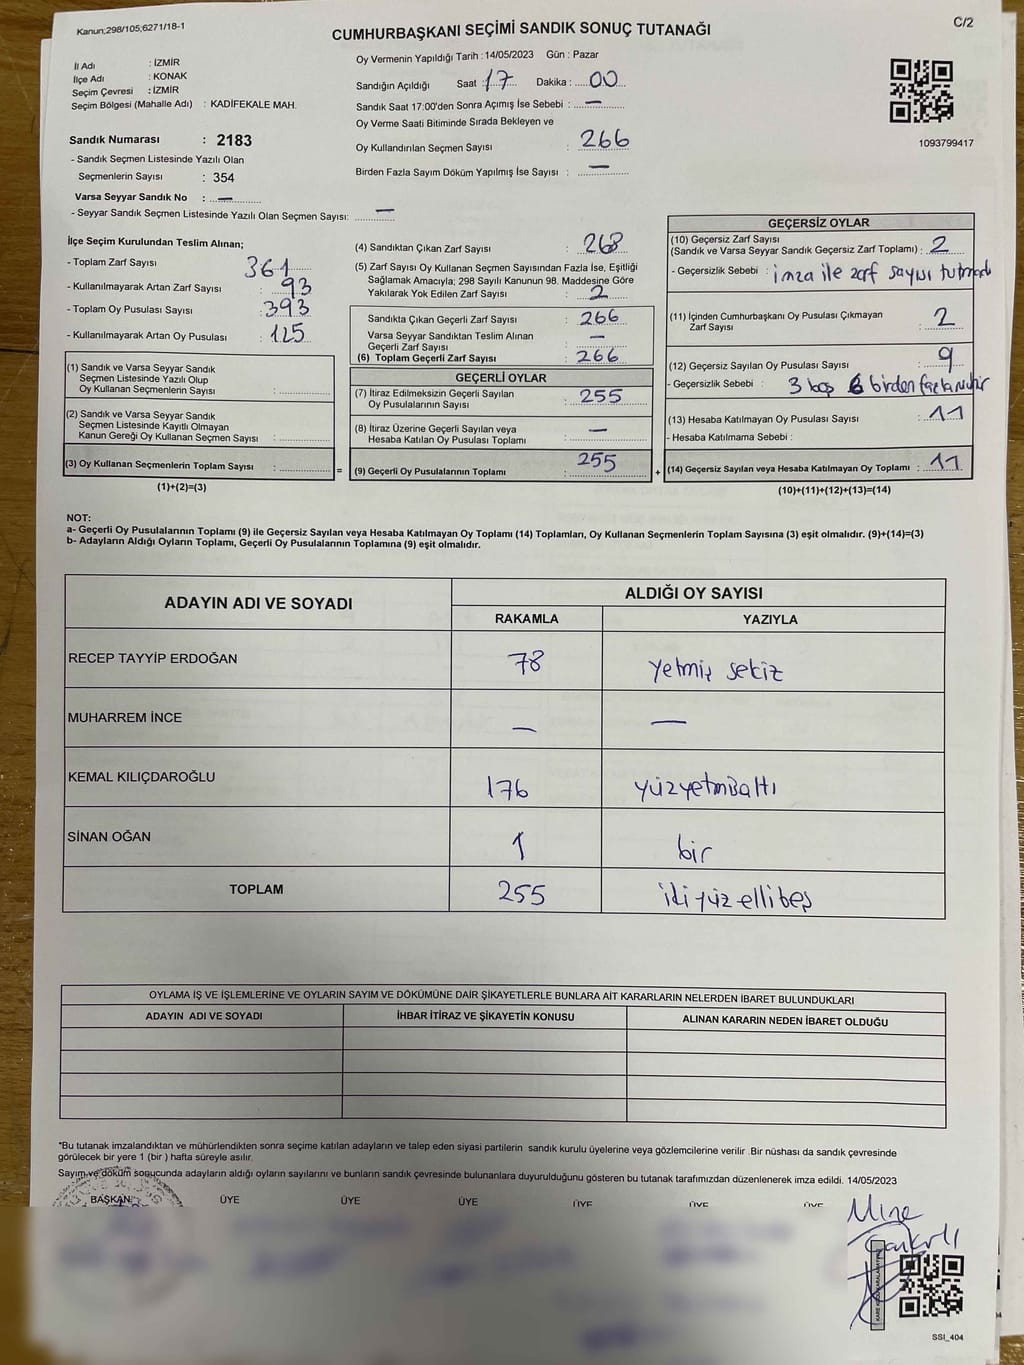 Kanun;298/105;6271/18-1
CUMHURBAŞKANI SEÇİMİ SANDIK SONUÇ TUTANAĞI
C/2
İl Adı : İZMİR
İlçe Adı : KONAK
Seçim Çevresi : İZMİR
Seçim Bölgesi (Mahalle Adı) : KADİFEKALE MAH.
Sandık Numarası : 2183
- Sandık Seçmen Listesinde Yazılı Olan
Seçmenlerin Sayısı : 354
Varsa Seyyar Sandık No : —
- Seyyar Sandık Seçmen Listesinde Yazılı Olan Seçmen Sayısı: —
Oy Vermenin Yapıldığı Tarih : 14/05/2023 Gün : Pazar
Sandığın Açıldığı Saat : 17 Dakika : 00
Sandık Saat 17:00'den Sonra Açımış İse Sebebi : —
Oy Verme Saati Bitiminde Sırada Bekleyen ve
Oy Kullandırılan Seçmen Sayısı : 266
Birden Fazla Sayım Döküm Yapılmış İse Sayısı : —
1093799417
İlçe Seçim Kurulundan Teslim Alınan;
- Toplam Zarf Sayısı 361
- Kullanılmayarak Artan Zarf Sayısı : 93
- Toplam Oy Pusulası Sayısı : 393
- Kullanılmayarak Artan Oy Pusulası : 125
(1) Sandık ve Varsa Seyyar Sandık
Seçmen Listesinde Yazılı Olup
Oy Kullanan Seçmenlerin Sayısı :
(2) Sandık ve Varsa Seyyar Sandık
Seçmen Listesinde Kayıtlı Olmayan
Kanun Gereği Oy Kullanan Seçmen Sayısı :
(3) Oy Kullanan Seçmenlerin Toplam Sayısı : =
(1)+(2)=(3)
(4) Sandıktan Çıkan Zarf Sayısı : 268
(5) Zarf Sayısı Oy Kullanan Seçmen Sayısından Fazla İse, Eşitliği
Sağlamak Amacıyla; 298 Sayılı Kanunun 98. Maddesine Göre
Yakılarak Yok Edilen Zarf Sayısı : 2
Sandıkta Çıkan Geçerli Zarf Sayısı : 266
Varsa Seyyar Sandıktan Teslim Alınan
Geçerli Zarf Sayısı : —
(6) Toplam Geçerli Zarf Sayısı : 266
GEÇERLİ OYLAR
(7) İtiraz Edilmeksizin Geçerli Sayılan
Oy Pusulalarının Sayısı : 255
(8) İtiraz Üzerine Geçerli Sayılan veya
Hesaba Katılan Oy Pusulası Toplamı : —
(9) Geçerli Oy Pusulalarının Toplamı : 255 +
GEÇERSİZ OYLAR
(10) Geçersiz Zarf Sayısı
(Sandık ve Varsa Seyyar Sandık Geçersiz Zarf Toplamı) : 2
- Geçersizlik Sebebi : imza ile zarf sayısı tutmadı
(11) İçinden Cumhurbaşkanı Oy Pusulası Çıkmayan
Zarf Sayısı : 2
(12) Geçersiz Sayılan Oy Pusulası Sayısı : 9
- Geçersizlik Sebebi : 3 boş 6 birden fazla mühür
(13) Hesaba Katılmayan Oy Pusulası Sayısı : 11
- Hesaba Katılmama Sebebi :
(14) Geçersiz Sayılan veya Hesaba Katılmayan Oy Toplamı : 11
(10)+(11)+(12)+(13)=(14)
NOT:
a- Geçerli Oy Pusulalarının Toplamı (9) ile Geçersiz Sayılan veya Hesaba Katılmayan Oy Toplamı (14) Toplamları, Oy Kullanan Seçmenlerin Toplam Sayısına (3) eşit olmalıdır. (9)+(14)=(3)
b- Adayların Aldığı Oyların Toplamı, Geçerli Oy Pusulalarının Toplamına (9) eşit olmalıdır.
ADAYIN ADI VE SOYADI
ALDIĞI OY SAYISI
RAKAMLA YAZIYLA
RECEP TAYYİP ERDOĞAN 78 yetmiş sekiz
MUHARREM İNCE — —
KEMAL KILIÇDAROĞLU 176 yüzyetmişaltı
SİNAN OĞAN 1 bir
TOPLAM 255 iki yüz elli beş
OYLAMA İŞ VE İŞLEMLERİNE VE OYLARIN SAYIM VE DÖKÜMÜNE DAİR ŞİKAYETLERLE BUNLARA AİT KARARLARIN NELERDEN İBARET BULUNDUKLARI
ADAYIN ADI VE SOYADI İHBAR İTİRAZ VE ŞİKAYETİN KONUSU ALINAN KARARIN NEDEN İBARET OLDUĞU
*Bu tutanak imzalandıktan ve mühürlendikten sonra seçime katılan adayların ve talep eden siyasi partilerin sandık kurulu üyelerine veya gözlemcilerine verilir .Bir nüshası da sandık çevresinde
görülecek bir yere 1 (bir ) hafta süreyle asılır.
Sayım ve döküm sonucunda adayların aldığı oyların sayılarını ve bunların sandık çevresinde bulunanlara duyurulduğunu gösteren bu tutanak tarafımızdan düzenlenerek imza edildi. 14/05/2023
BAŞKAN ÜYE ÜYE ÜYE ÜYE ÜYE ÜYE
Mine
SSI_404